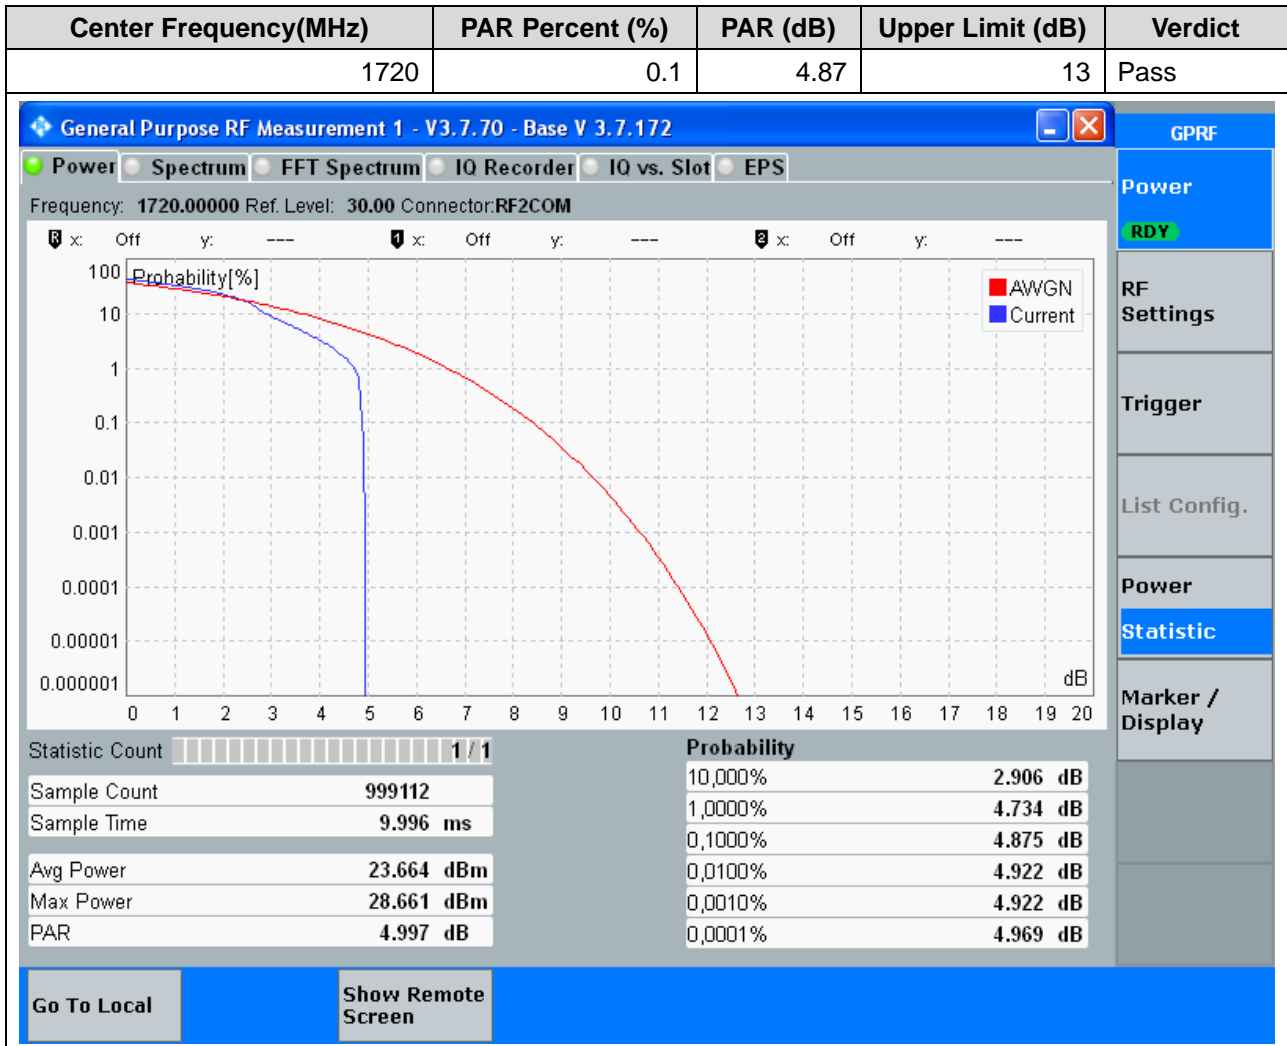 Center Frequency(MHz) PAR Percent (%) PAR (dB) Upper Limit (dB) Verdict
1720 0.1 4.87 13 Pass
General Purpose RF Measurement 1 - V3.7.70 - Base V 3.7.172
GPRF
Power Spectrum FFT Spectrum IQ Recorder IQ vs. Slot EPS
Power
RDY
Frequency: 1720.00000 Ref. Level: 30.00 Connector:RF2COM
R x: Off y: --- 1 x: Off y: --- 2 x: Off y: ---
Probability[%]
AWGN
Current
100
10
1
0.1
0.01
0.001
0.0001
0.00001
0.000001
dB
0 1 2 3 4 5 6 7 8 9 10 11 12 13 14 15 16 17 18 19 20
RF
Settings
Trigger
List Config.
Power
Statistic
Marker /
Display
Statistic Count 1 / 1
Sample Count 999112
Sample Time 9.996 ms
Avg Power 23.664 dBm
Max Power 28.661 dBm
PAR 4.997 dB
Probability
10,000% 2.906 dB
1,0000% 4.734 dB
0,1000% 4.875 dB
0,0100% 4.922 dB
0,0010% 4.922 dB
0,0001% 4.969 dB
Go To Local
Show Remote
Screen